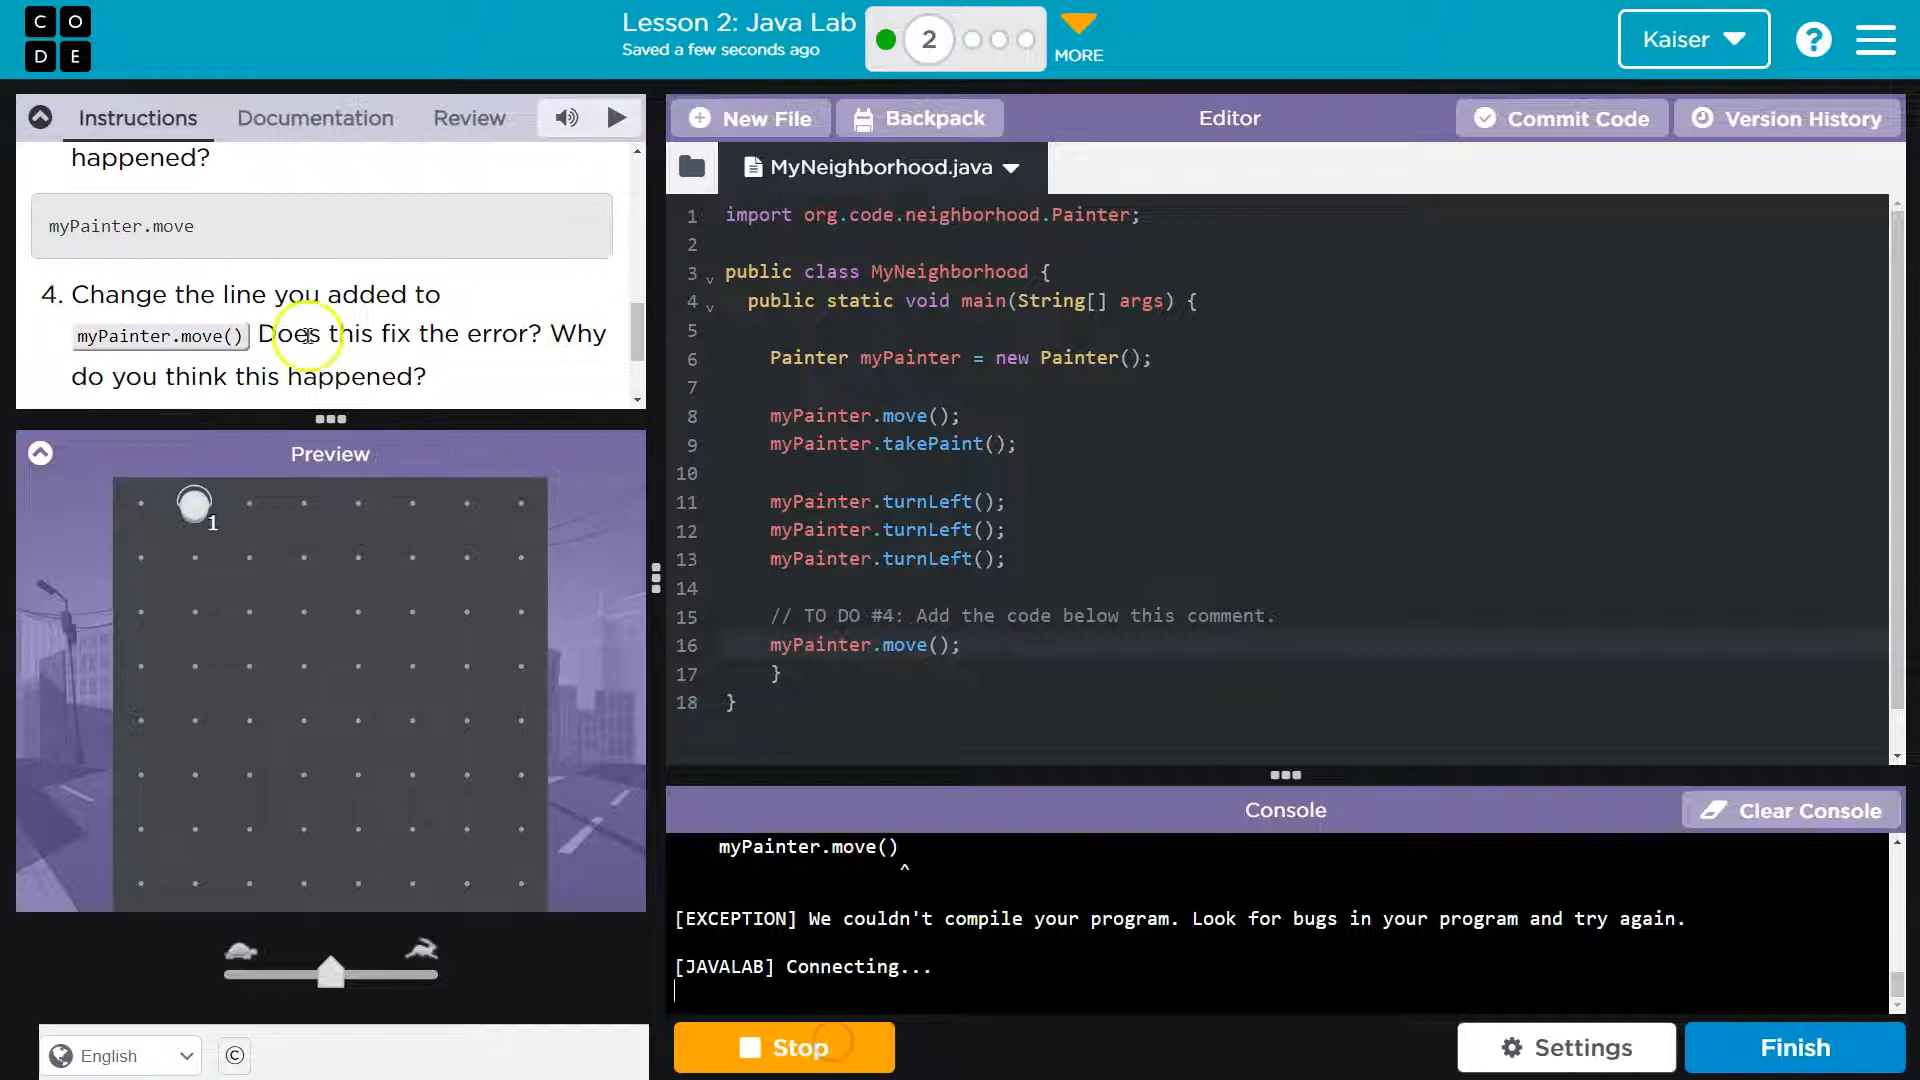 CO
DE
Lesson 2: Java Lab
Saved a few seconds ago
2
MORE
Kaiser
?
Instructions
Documentation
Review
happened?
myPainter.move
4. Change the line you added to
myPainter.move() Does this fix the error? Why
do you think this happened?
Preview
1
English
©
New File
Backpack
Editor
Commit Code
Version History
MyNeighborhood.java
1 import org.code.neighborhood.Painter;
2
3 public class MyNeighborhood {
4 public static void main(String[] args) {
5
6 Painter myPainter = new Painter();
7
8 myPainter.move();
9 myPainter.takePaint();
10
11 myPainter.turnLeft();
12 myPainter.turnLeft();
13 myPainter.turnLeft();
14
15 // TO DO #4: Add the code below this comment.
16 myPainter.move();
17 }
18 }
Console
Clear Console
myPainter.move()
^
[EXCEPTION] We couldn't compile your program. Look for bugs in your program and try again.
[JAVALAB] Connecting...
Stop
Settings
Finish